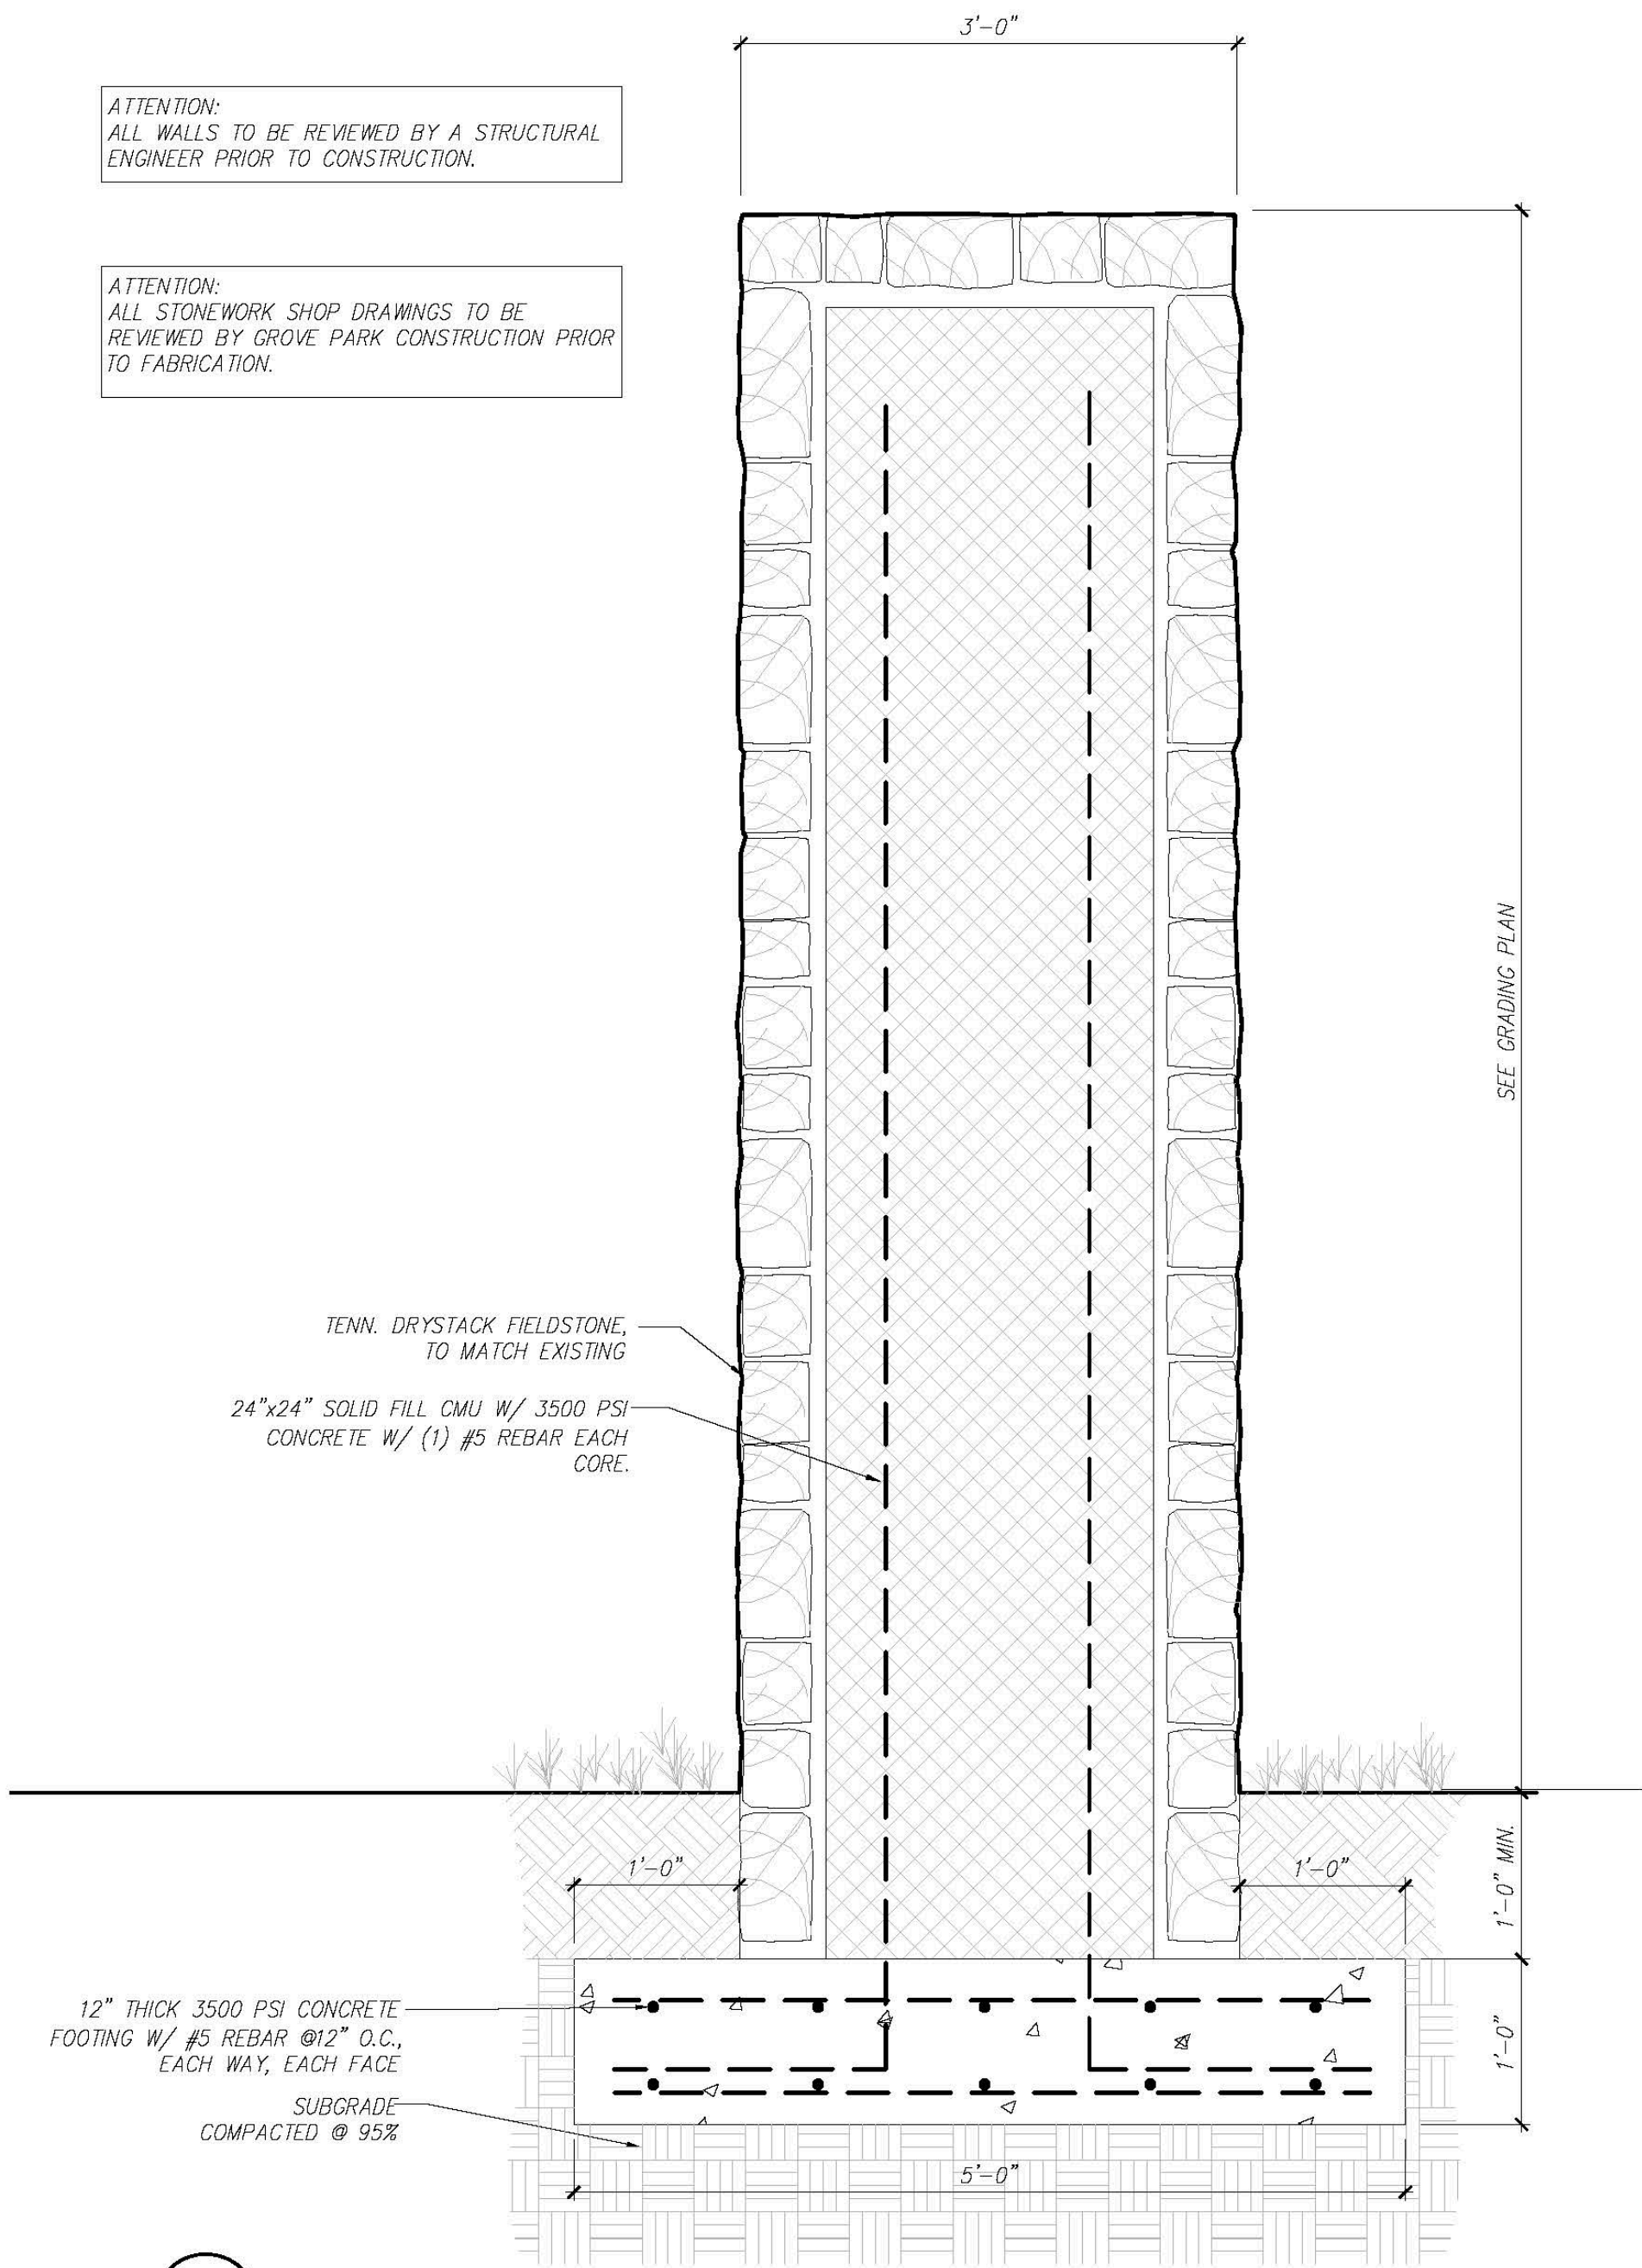 3'-0"
ATTENTION:
ALL WALLS TO BE REVIEWED BY A STRUCTURAL
ENGINEER PRIOR TO CONSTRUCTION.
ATTENTION:
ALL STONEWORK SHOP DRAWINGS TO BE
REVIEWED BY GROVE PARK CONSTRUCTION PRIOR
TO FABRICATION.
SEE GRADING PLAN
TENN. DRYSTACK FIELDSTONE,
TO MATCH EXISTING
24"x24" SOLID FILL CMU W/ 3500 PSI
CONCRETE W/ (1) #5 REBAR EACH
CORE.
1'-0"
1'-0"
1'-0" MIN.
12" THICK 3500 PSI CONCRETE
FOOTING W/ #5 REBAR @12" O.C.,
EACH WAY, EACH FACE
1'-0"
SUBGRADE
COMPACTED @ 95%
5'-0"